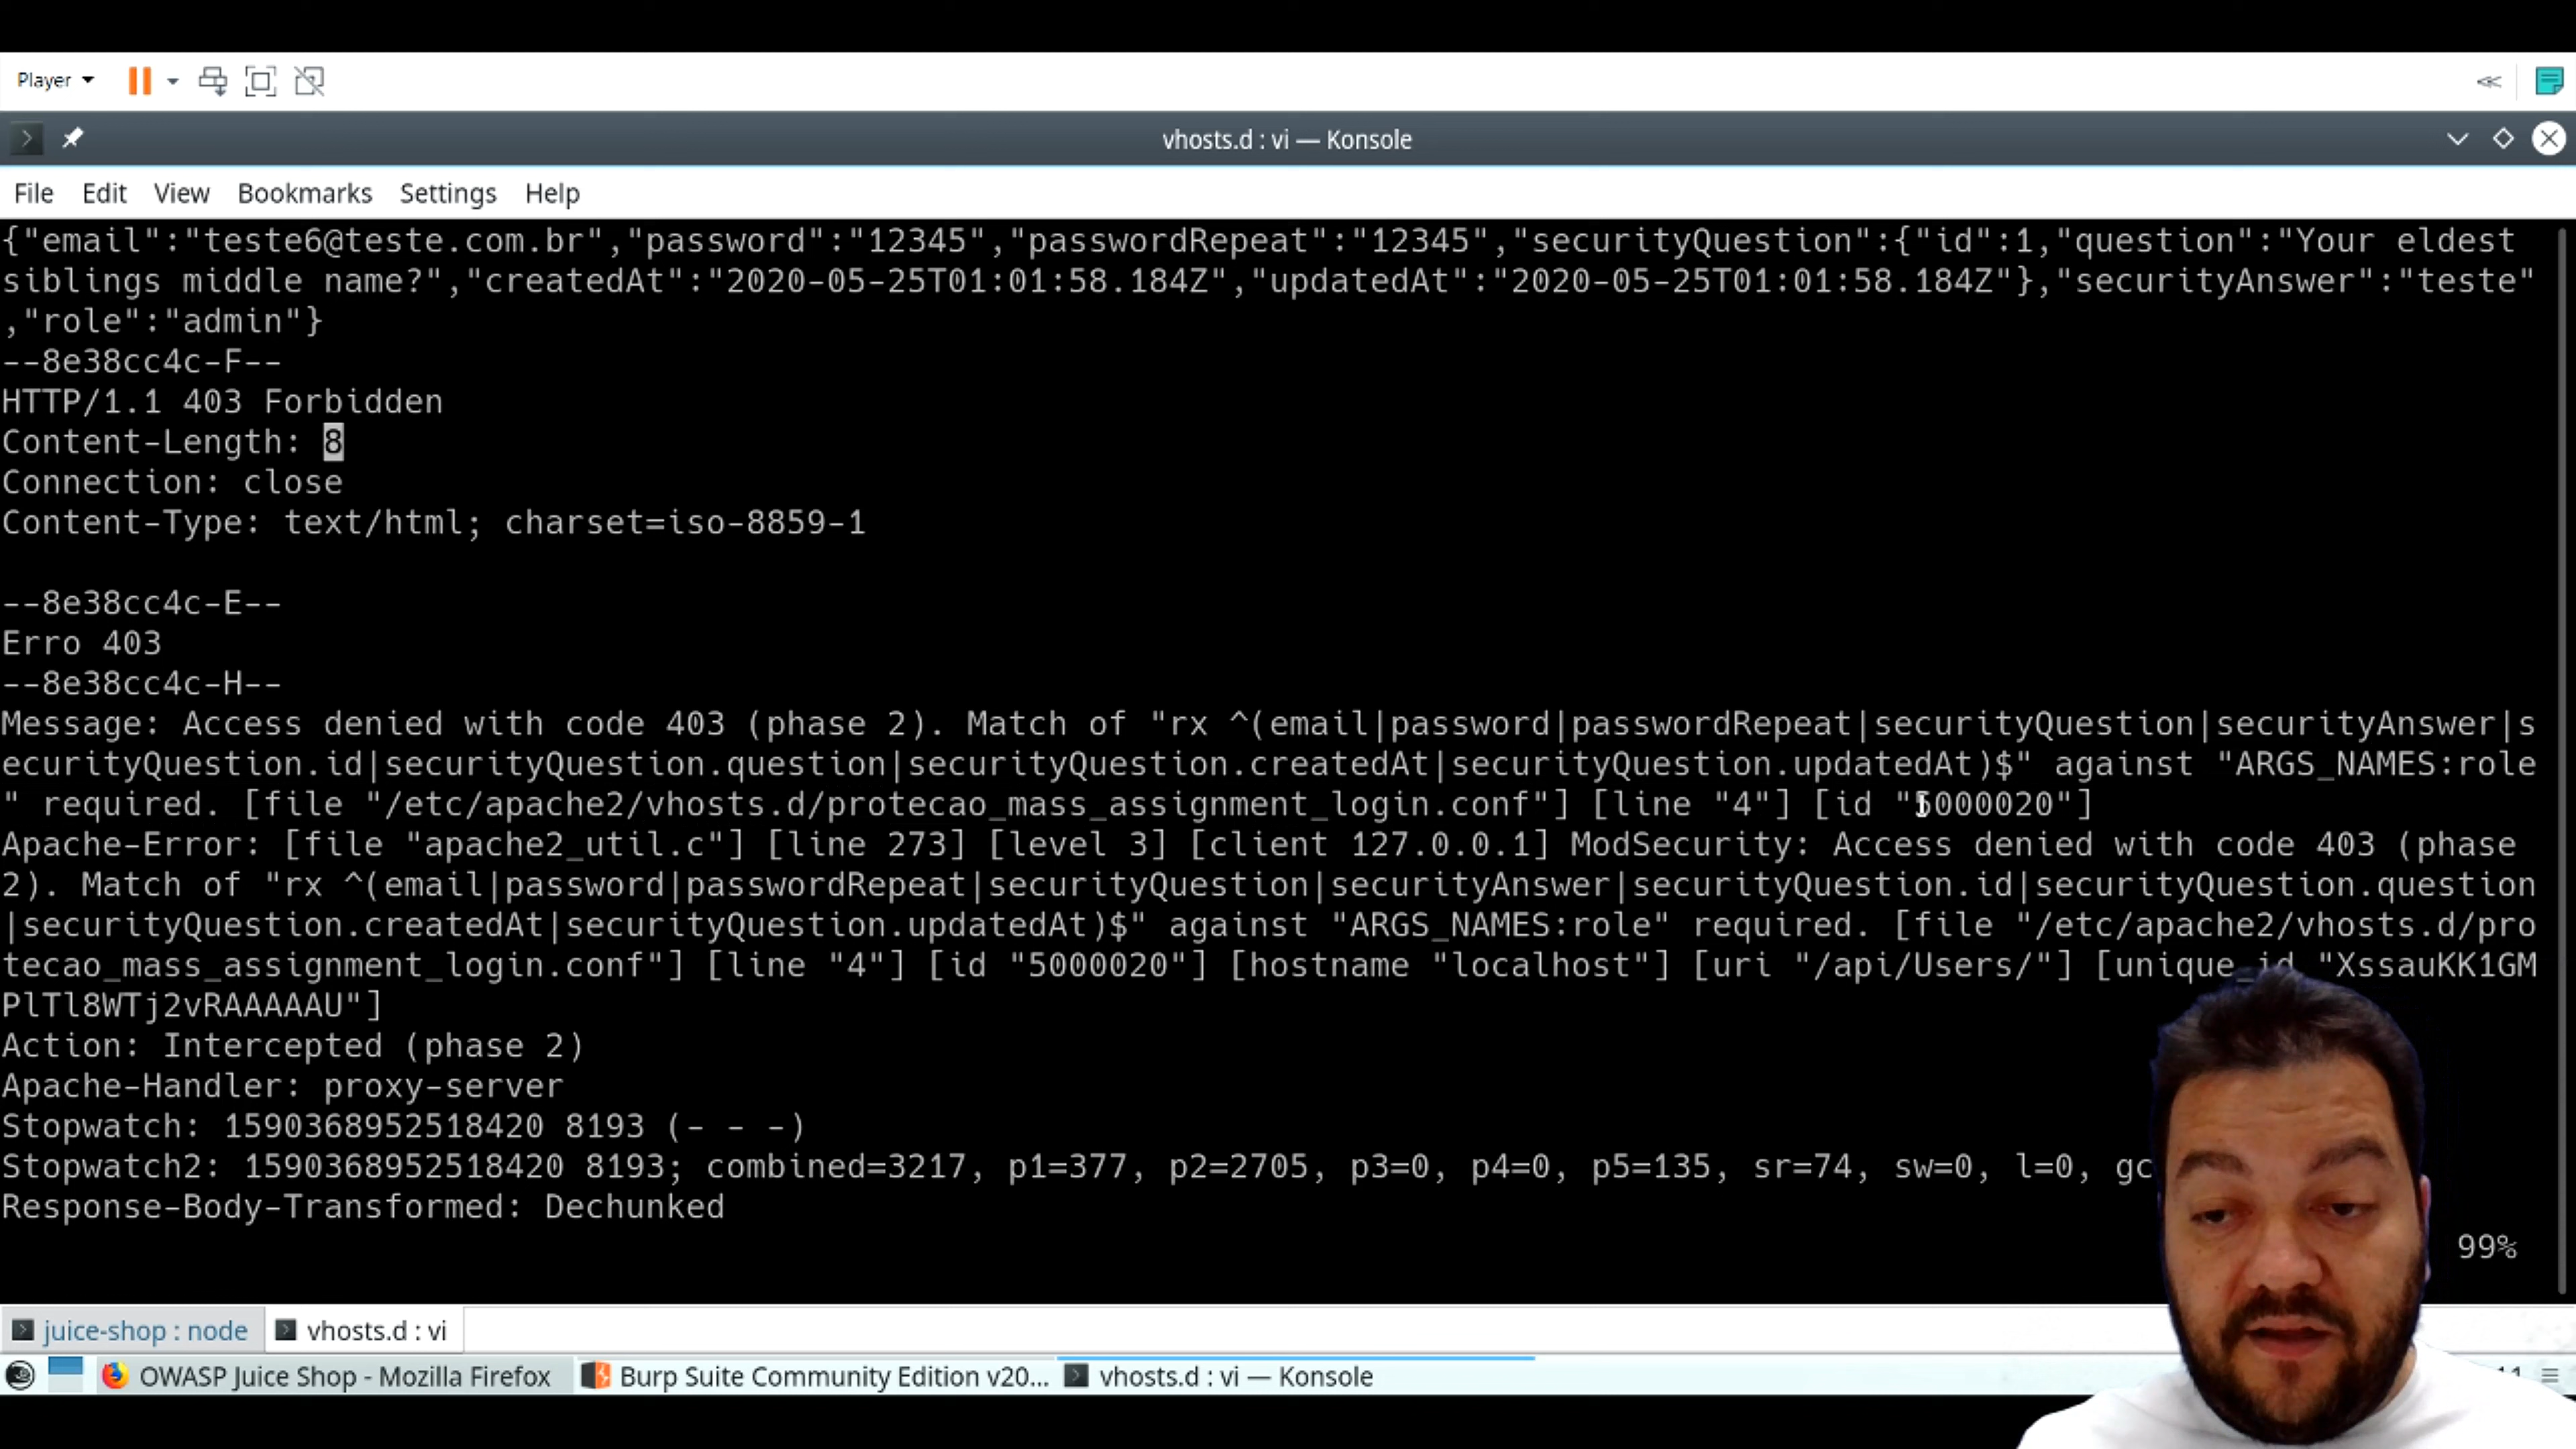 Player
vhosts.d : vi — Konsole
File Edit View Bookmarks Settings Help
{"email":"teste6@teste.com.br","password":"12345","passwordRepeat":"12345","securityQuestion":{"id":1,"question":"Your eldest
siblings middle name?","createdAt":"2020-05-25T01:01:58.184Z","updatedAt":"2020-05-25T01:01:58.184Z"},"securityAnswer":"teste"
,"role":"admin"}
--8e38cc4c-F--
HTTP/1.1 403 Forbidden
Content-Length: 8
Connection: close
Content-Type: text/html; charset=iso-8859-1
--8e38cc4c-E--
Erro 403
--8e38cc4c-H--
Message: Access denied with code 403 (phase 2). Match of "rx ^(email|password|passwordRepeat|securityQuestion|securityAnswer|s
ecurityQuestion.id|securityQuestion.question|securityQuestion.createdAt|securityQuestion.updatedAt)$" against "ARGS_NAMES:role
" required. [file "/etc/apache2/vhosts.d/protecao_mass_assignment_login.conf"] [line "4"] [id "5000020"]
Apache-Error: [file "apache2_util.c"] [line 273] [level 3] [client 127.0.0.1] ModSecurity: Access denied with code 403 (phase
2). Match of "rx ^(email|password|passwordRepeat|securityQuestion|securityAnswer|securityQuestion.id|securityQuestion.question
|securityQuestion.createdAt|securityQuestion.updatedAt)$" against "ARGS_NAMES:role" required. [file "/etc/apache2/vhosts.d/pro
tecao_mass_assignment_login.conf"] [line "4"] [id "5000020"] [hostname "localhost"] [uri "/api/Users/"] [unique_id "XssauKK1GM
PlTl8WTj2vRAAAAAU"]
Action: Intercepted (phase 2)
Apache-Handler: proxy-server
Stopwatch: 1590368952518420 8193 (- - -)
Stopwatch2: 1590368952518420 8193; combined=3217, p1=377, p2=2705, p3=0, p4=0, p5=135, sr=74, sw=0, l=0, gc
Response-Body-Transformed: Dechunked
99%
juice-shop : node vhosts.d : vi
OWASP Juice Shop - Mozilla Firefox Burp Suite Community Edition v20... vhosts.d : vi — Konsole